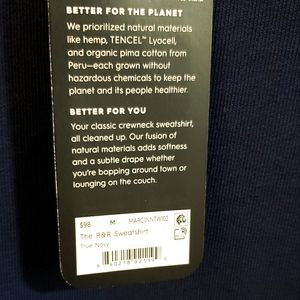 BETTER FOR THE PLANET
We prioritized natural materials
like hemp, TENCEL™ Lyocell,
and organic pima cotton from
Peru—each grown without
hazardous chemicals to keep the
planet and its people healthier.
BETTER FOR YOU
Your classic crewneck sweatshirt,
all cleaned up. Our fusion of
natural materials adds softness
and a subtle drape whether
you're bopping around town or
lounging on the couch.
$98 M MARCINNTW102
The R&R Sweatshirt
True Navy